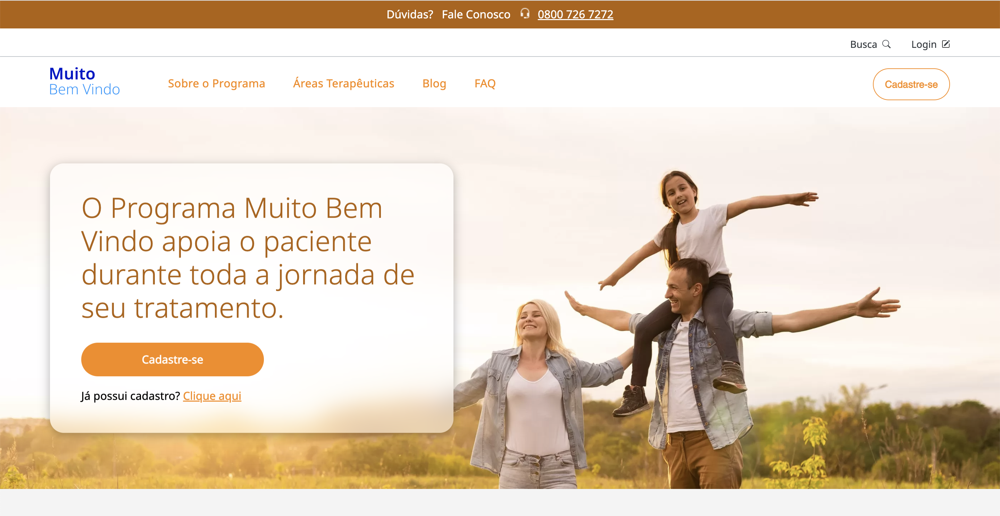 Dúvidas? Fale Conosco 0800 726 7272
Busca Login
Muito
Bem Vindo
Sobre o Programa Áreas Terapêuticas Blog FAQ
Cadastre-se
O Programa Muito Bem
Vindo apoia o paciente
durante toda a jornada de
seu tratamento.
Cadastre-se
Já possui cadastro? Clique aqui